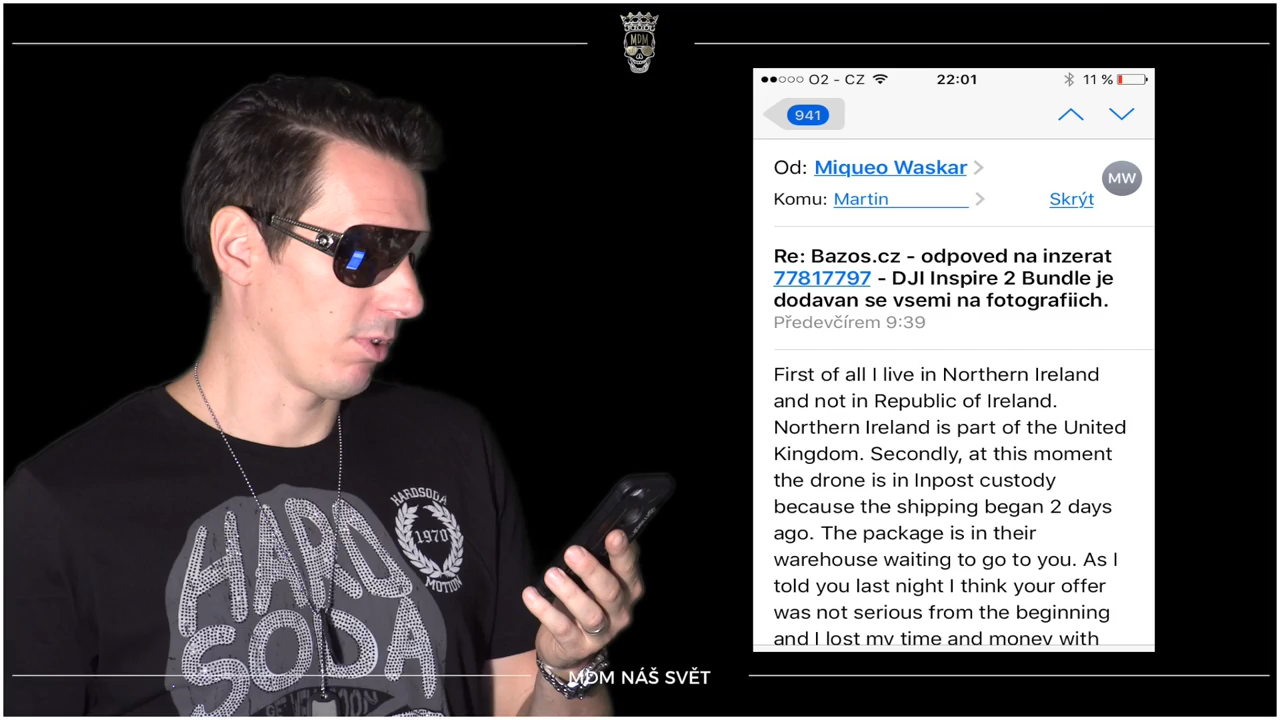 MDM
O2 - CZ 22:01 11 %
941
Od: Miqueo Waskar
MW
Komu: Martin
Skrýt
Re: Bazos.cz - odpoved na inzerat
77817797 - DJI Inspire 2 Bundle je
dodavan se vsemi na fotografiich.
Předevčírem 9:39
First of all I live in Northern Ireland
and not in Republic of Ireland.
Northern Ireland is part of the United
Kingdom. Secondly, at this moment
the drone is in Inpost custody
because the shipping began 2 days
ago. The package is in their
warehouse waiting to go to you. As I
told you last night I think your offer
was not serious from the beginning
and I lost my time and money with
HARDSODA
1970
MOTION
HARD
SODA
MDM NÁŠ SVĚT